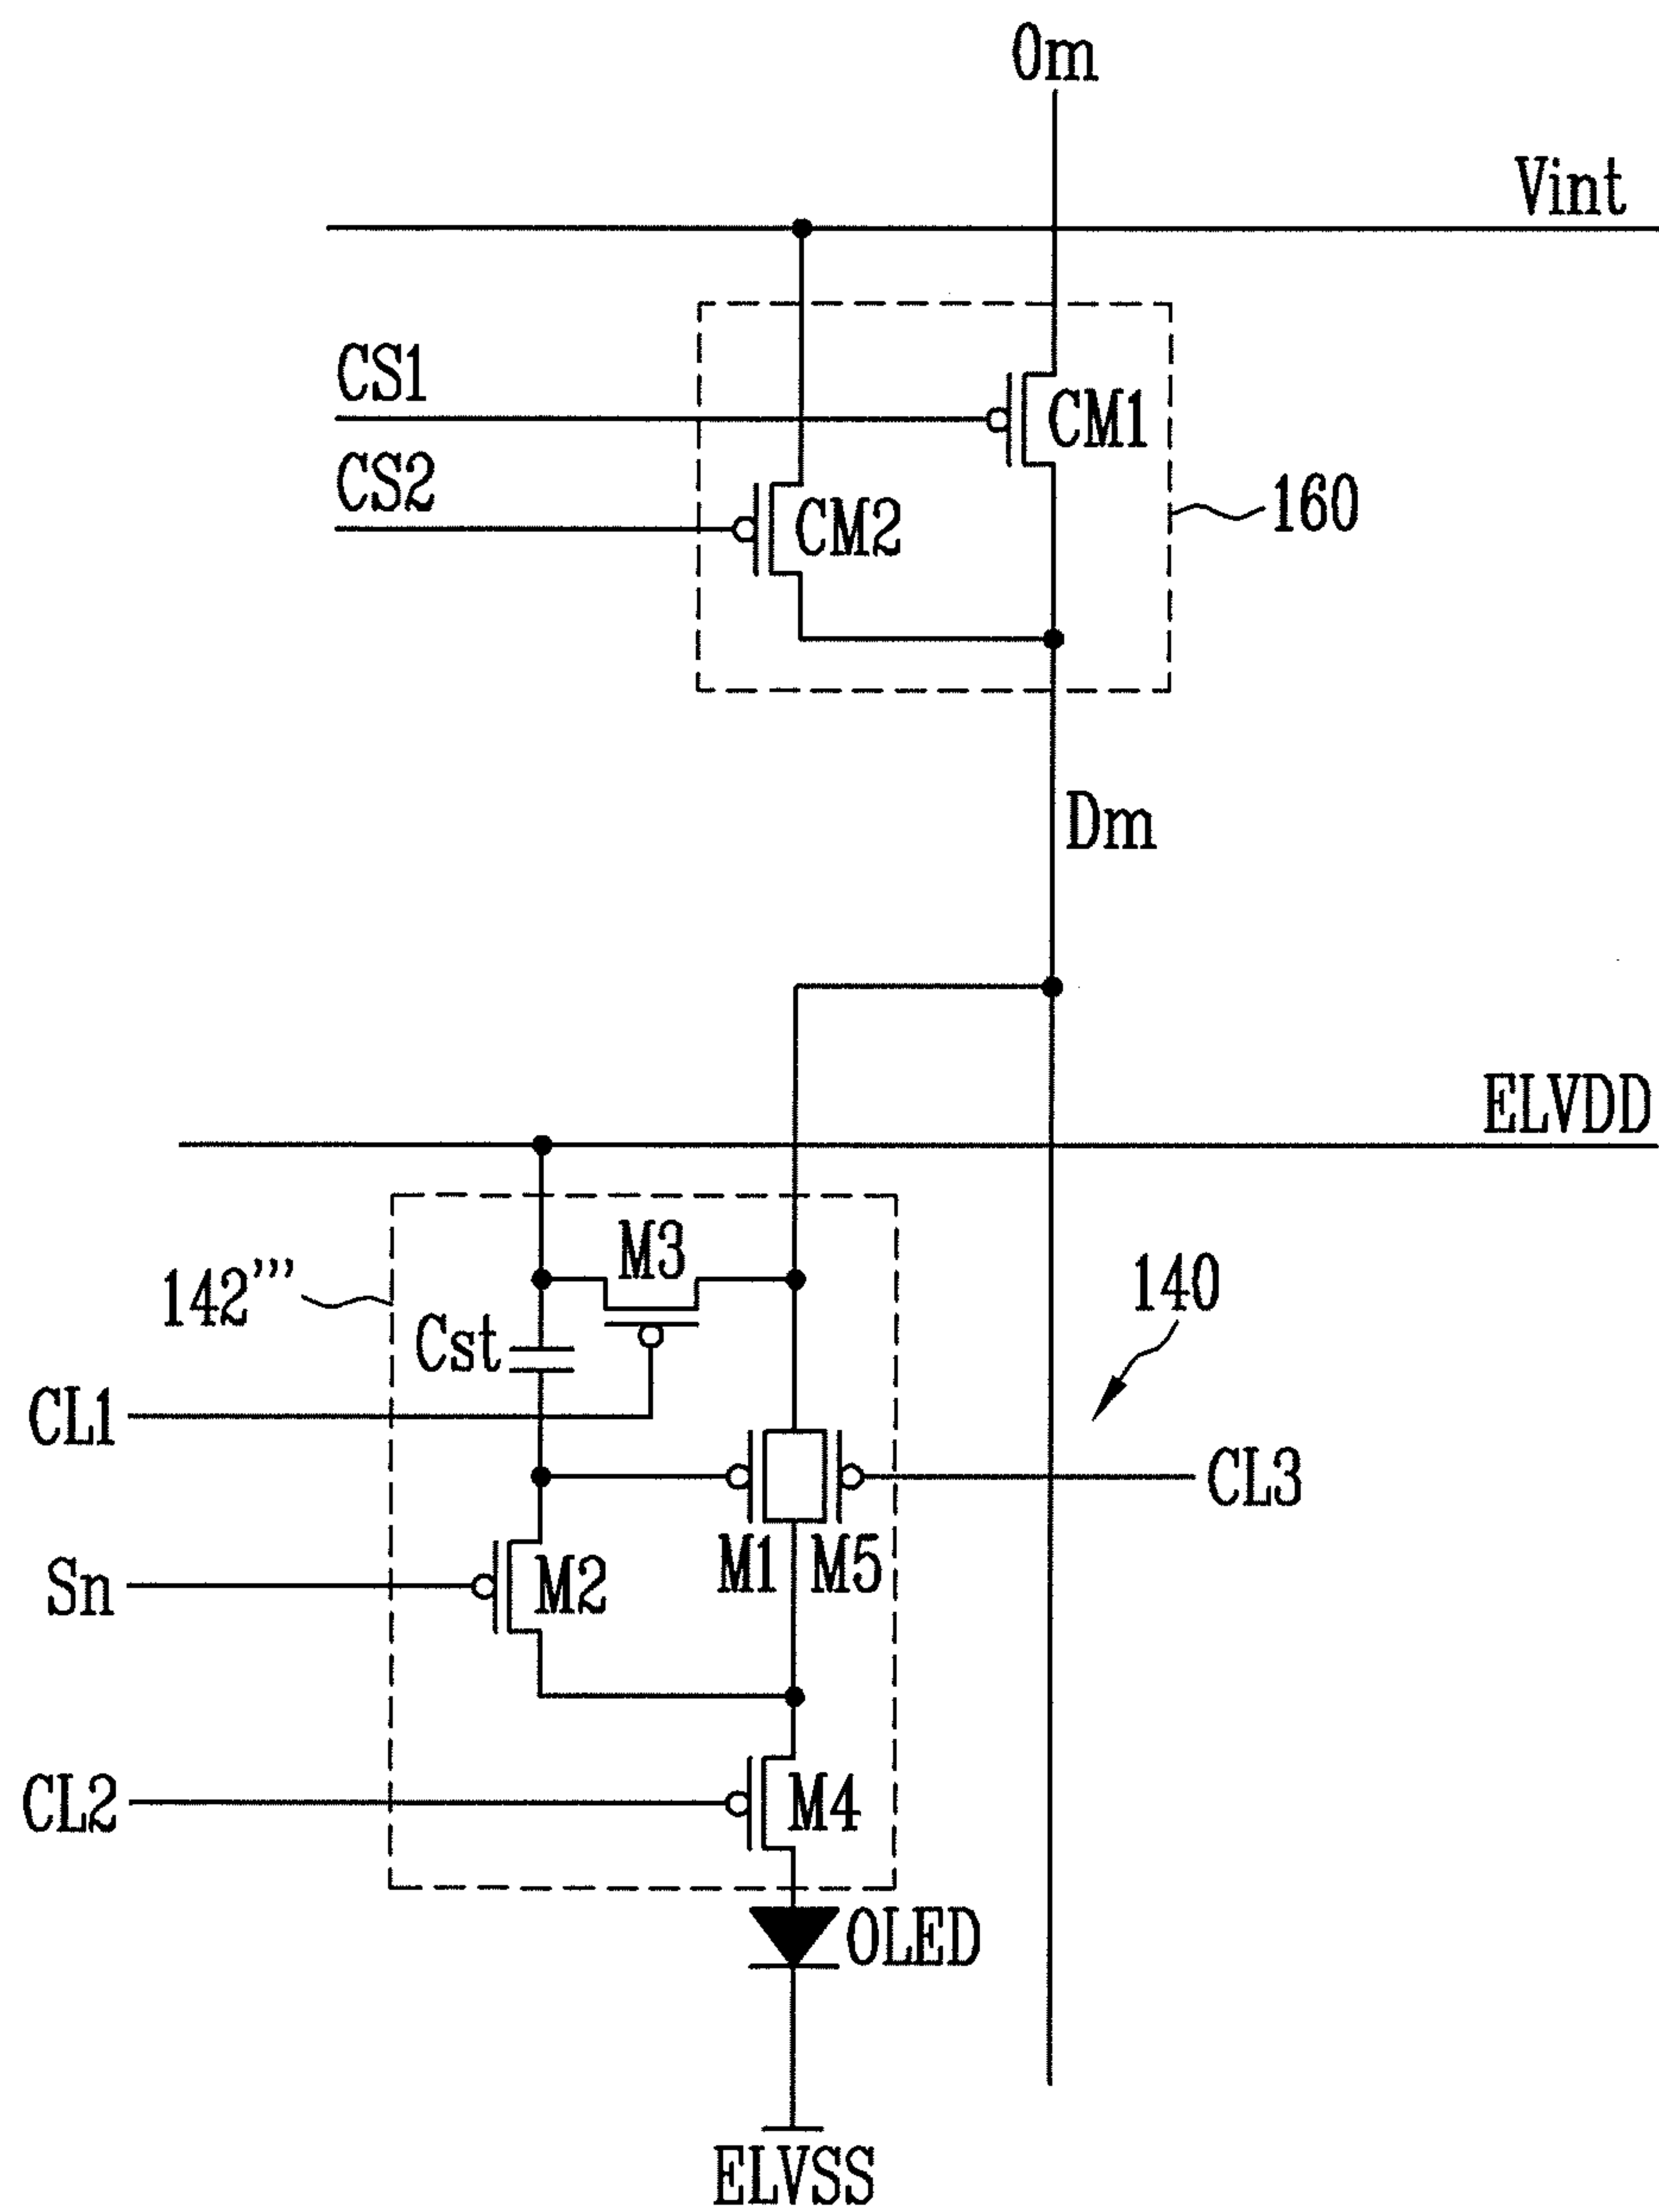 Om
Vint
CS1
CM1
CS2
CM2
160
Dm
ELVDD
M3
142'''
140
Cst
CL1
CL3
M1
M5
Sn
M2
CL2
M4
OLED
ELVSS